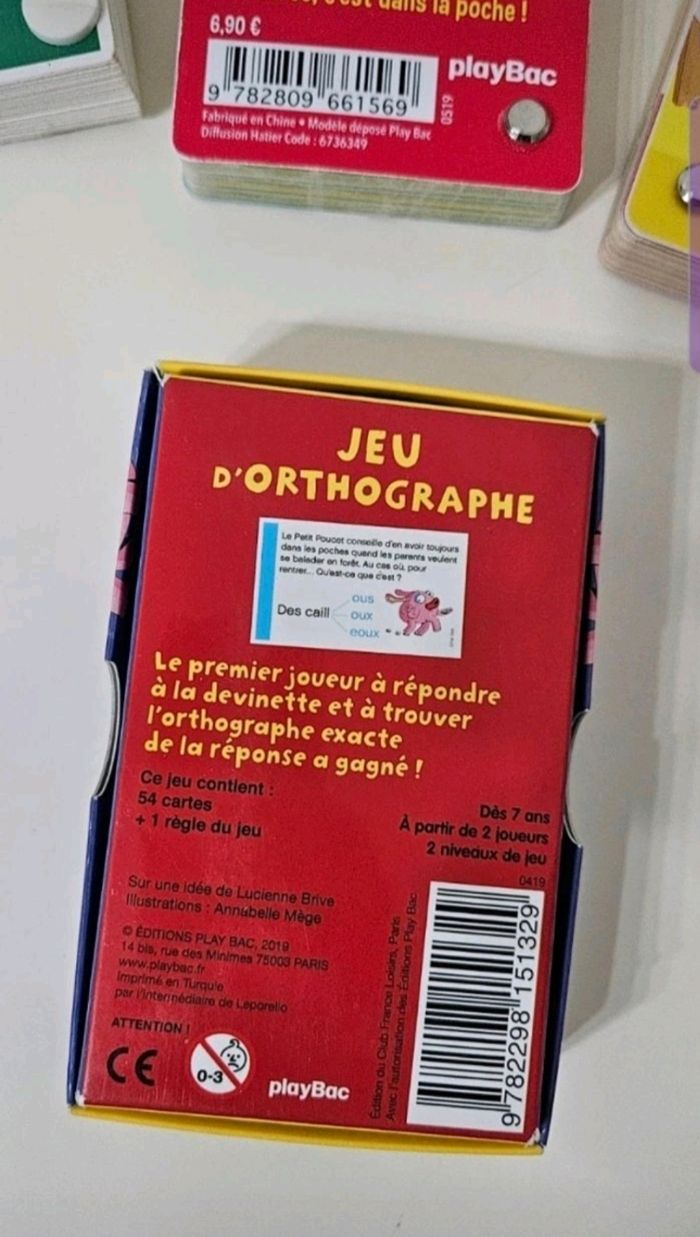 , c'est dans la poche !
6,90 €
playBac
9 782809 661569
0519
Fabriqué en Chine • Modèle déposé Play Bac
Diffusion Hatier Code : 6736349
JEU
D'ORTHOGRAPHE
Le Petit Poucet conseille d'en avoir toujours
dans les poches quand les parents veulent
se balader en forêt. Au cas où, pour
rentrer... Qu'est-ce que c'est ?
Des caill
ous
oux
eoux
Le premier joueur à répondre
à la devinette et à trouver
l'orthographe exacte
de la réponse a gagné !
Ce jeu contient :
54 cartes
+ 1 règle du jeu
Dès 7 ans
À partir de 2 joueurs
2 niveaux de jeu
0419
Sur une idée de Lucienne Brive
Illustrations : Annabelle Mège
© ÉDITIONS PLAY BAC, 2019
14 bis, rue des Minimes 75003 PARIS
www.playbac.fr
Imprimé en Turquie
par l'intermédiaire de Leporello
ATTENTION !
CE
0-3
playBac
Édition du Club France Loisirs, Paris
Avec l'autorisation des Éditions Play Bac
9 782298 151329